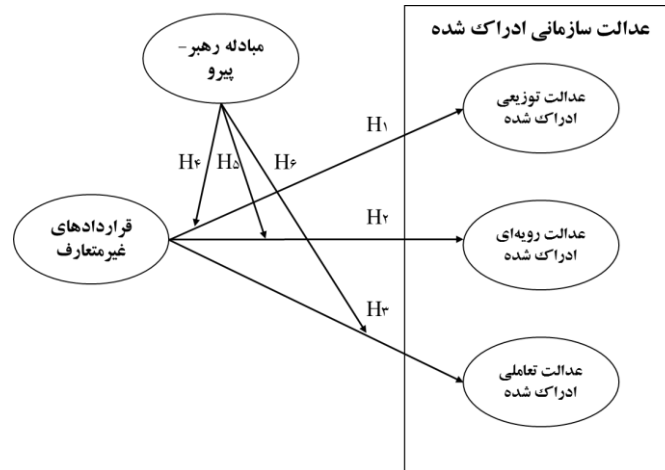 عدالت سازمانی ادراک شده
مبادله رهبر-
پیرو
عدالت توزیعی
ادراک شده
H۱
H۴
H۵
H۶
قراردادهای
غیرمتعارف
H۲
عدالت رویه‌ای
ادراک شده
H۳
عدالت تعاملی
ادراک شده